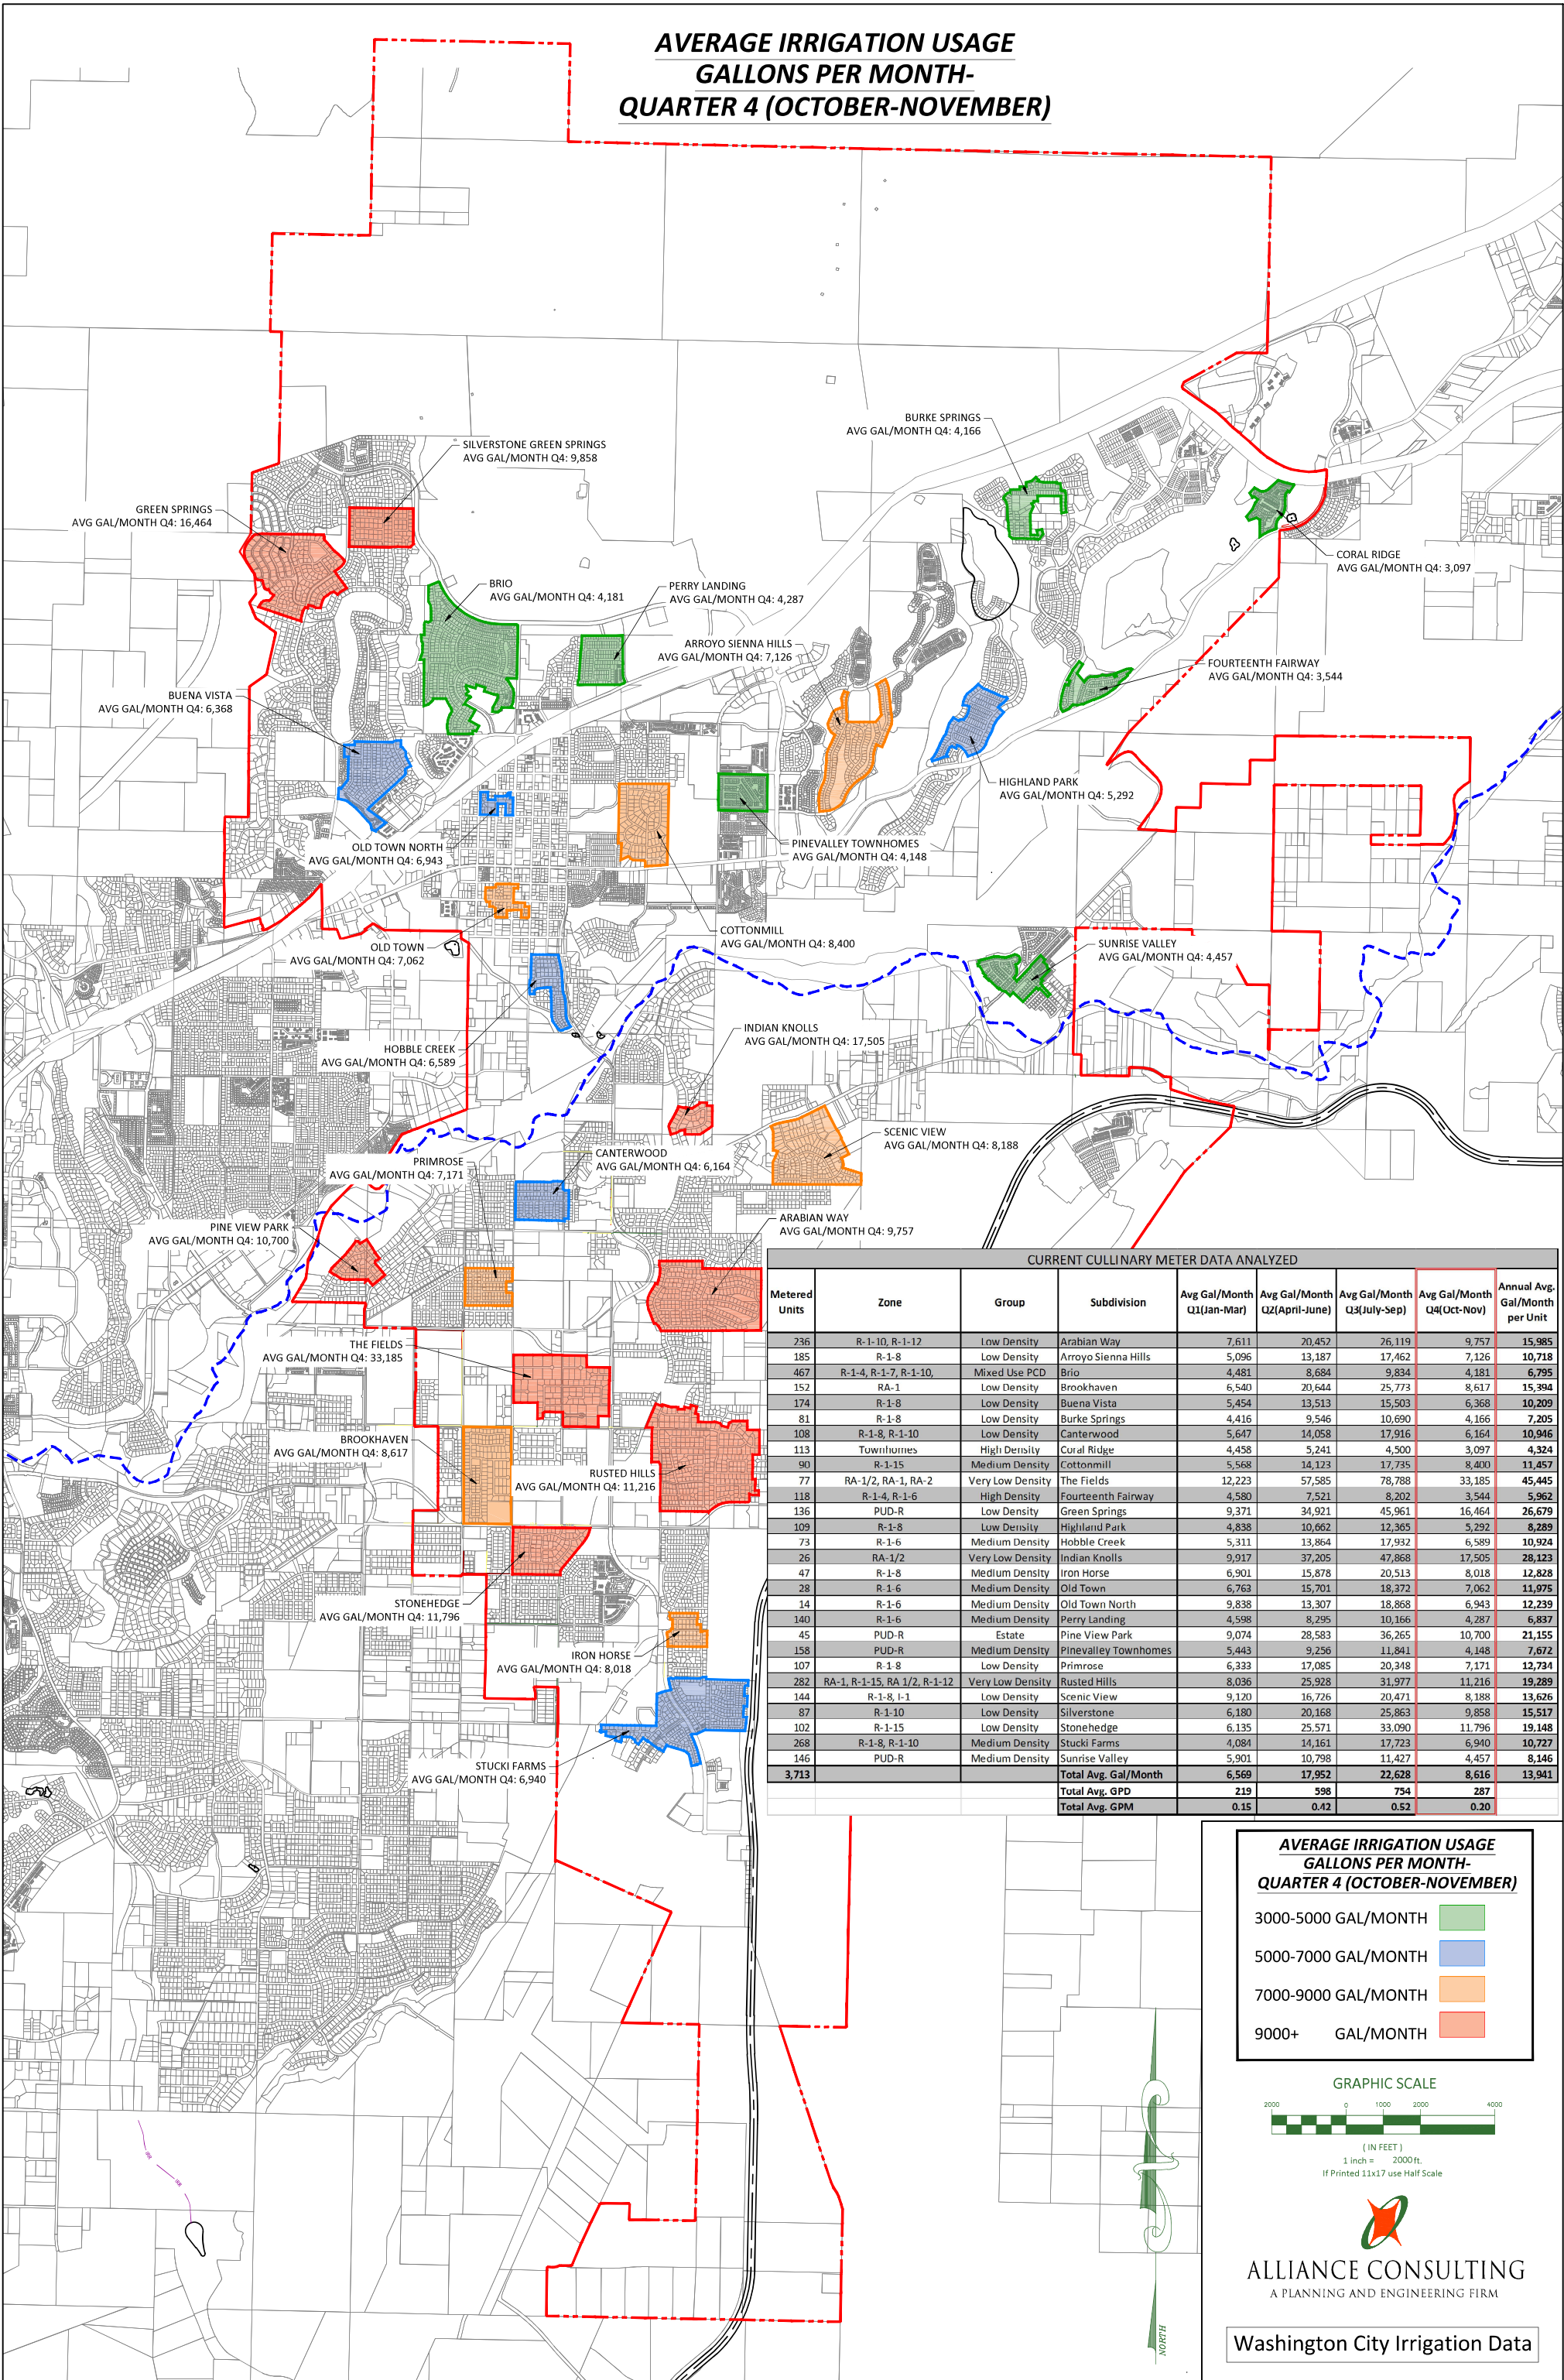 AVERAGE IRRIGATION USAGE
GALLONS PER MONTH-
QUARTER 4 (OCTOBER-NOVEMBER)
BURKE SPRINGS
AVG GAL/MONTH Q4: 4,166
SILVERSTONE GREEN SPRINGS
AVG GAL/MONTH Q4: 9,858
GREEN SPRINGS
AVG GAL/MONTH Q4: 16,464
CORAL RIDGE
AVG GAL/MONTH Q4: 3,097
BRIO
AVG GAL/MONTH Q4: 4,181
PERRY LANDING
AVG GAL/MONTH Q4: 4,287
ARROYO SIENNA HILLS
AVG GAL/MONTH Q4: 7,126
FOURTEENTH FAIRWAY
AVG GAL/MONTH Q4: 3,544
BUENA VISTA
AVG GAL/MONTH Q4: 6,368
HIGHLAND PARK
AVG GAL/MONTH Q4: 5,292
OLD TOWN NORTH
AVG GAL/MONTH Q4: 6,943
PINEVALLEY TOWNHOMES
AVG GAL/MONTH Q4: 4,148
COTTONMILL
AVG GAL/MONTH Q4: 8,400
OLD TOWN
AVG GAL/MONTH Q4: 7,062
SUNRISE VALLEY
AVG GAL/MONTH Q4: 4,457
INDIAN KNOLLS
AVG GAL/MONTH Q4: 17,505
HOBBLE CREEK
AVG GAL/MONTH Q4: 6,589
SCENIC VIEW
AVG GAL/MONTH Q4: 8,188
CANTERWOOD
AVG GAL/MONTH Q4: 6,164
PRIMROSE
AVG GAL/MONTH Q4: 7,171
PINE VIEW PARK
AVG GAL/MONTH Q4: 10,700
ARABIAN WAY
AVG GAL/MONTH Q4: 9,757
THE FIELDS
AVG GAL/MONTH Q4: 33,185
BROOKHAVEN
AVG GAL/MONTH Q4: 8,617
RUSTED HILLS
AVG GAL/MONTH Q4: 11,216
STONEHEDGE
AVG GAL/MONTH Q4: 11,796
IRON HORSE
AVG GAL/MONTH Q4: 8,018
STUCKI FARMS
AVG GAL/MONTH Q4: 6,940
CURRENT CULLINARY METER DATA ANALYZED
Metered Units Zone Group Subdivision Avg Gal/Month Q1(Jan-Mar) Avg Gal/Month Q2(April-June) Avg Gal/Month Q3(July-Sep) Avg Gal/Month Q4(Oct-Nov) Annual Avg. Gal/Month per Unit
236 R-1-10, R-1-12 Low Density Arabian Way 7,611 20,452 26,119 9,757 15,985
185 R-1-8 Low Density Arroyo Sienna Hills 5,096 13,187 17,462 7,126 10,718
467 R-1-4, R-1-7, R-1-10, Mixed Use PCD Brio 4,481 8,684 9,834 4,181 6,795
152 RA-1 Low Density Brookhaven 6,540 20,644 25,773 8,617 15,394
174 R-1-8 Low Density Buena Vista 5,454 13,513 15,503 6,368 10,209
81 R-1-8 Low Density Burke Springs 4,416 9,546 10,690 4,166 7,205
108 R-1-8, R-1-10 Low Density Canterwood 5,647 14,058 17,916 6,164 10,946
113 Townhomes High Density Coral Ridge 4,458 5,241 4,500 3,097 4,324
90 R-1-15 Medium Density Cottonmill 5,568 14,123 17,735 8,400 11,457
77 RA-1/2, RA-1, RA-2 Very Low Density The Fields 12,223 57,585 78,788 33,185 45,445
118 R-1-4, R-1-6 High Density Fourteenth Fairway 4,580 7,521 8,202 3,544 5,962
136 PUD-R Low Density Green Springs 9,371 34,921 45,961 16,464 26,679
109 R-1-8 Low Density Highland Park 4,838 10,662 12,365 5,292 8,289
73 R-1-6 Medium Density Hobble Creek 5,311 13,864 17,932 6,589 10,924
26 RA-1/2 Very Low Density Indian Knolls 9,917 37,205 47,868 17,505 28,123
47 R-1-8 Medium Density Iron Horse 6,901 15,878 20,513 8,018 12,828
28 R-1-6 Medium Density Old Town 6,763 15,701 18,372 7,062 11,975
14 R-1-6 Medium Density Old Town North 9,838 13,307 18,868 6,943 12,239
140 R-1-6 Medium Density Perry Landing 4,598 8,295 10,166 4,287 6,837
45 PUD-R Estate Pine View Park 9,074 28,583 36,265 10,700 21,155
158 PUD-R Medium Density Pinevalley Townhomes 5,443 9,256 11,841 4,148 7,672
107 R-1-8 Low Density Primrose 6,333 17,085 20,348 7,171 12,734
282 RA-1, R-1-15, RA 1/2, R-1-12 Very Low Density Rusted Hills 8,036 25,928 31,977 11,216 19,289
144 R-1-8, I-1 Low Density Scenic View 9,120 16,726 20,471 8,188 13,626
87 R-1-10 Low Density Silverstone 6,180 20,168 25,863 9,858 15,517
102 R-1-15 Low Density Stonehedge 6,135 25,571 33,090 11,796 19,148
268 R-1-8, R-1-10 Medium Density Stucki Farms 4,084 14,161 17,723 6,940 10,727
146 PUD-R Medium Density Sunrise Valley 5,901 10,798 11,427 4,457 8,146
3,713 Total Avg. Gal/Month 6,569 17,952 22,628 8,616 13,941
Total Avg. GPD 219 598 754 287
Total Avg. GPM 0.15 0.42 0.52 0.20
AVERAGE IRRIGATION USAGE
GALLONS PER MONTH-
QUARTER 4 (OCTOBER-NOVEMBER)
3000-5000 GAL/MONTH
5000-7000 GAL/MONTH
7000-9000 GAL/MONTH
9000+ GAL/MONTH
GRAPHIC SCALE
2000 0 1000 2000 4000
( IN FEET )
1 inch = 2000 ft.
If Printed 11x17 use Half Scale
NORTH
ALLIANCE CONSULTING
A PLANNING AND ENGINEERING FIRM
Washington City Irrigation Data